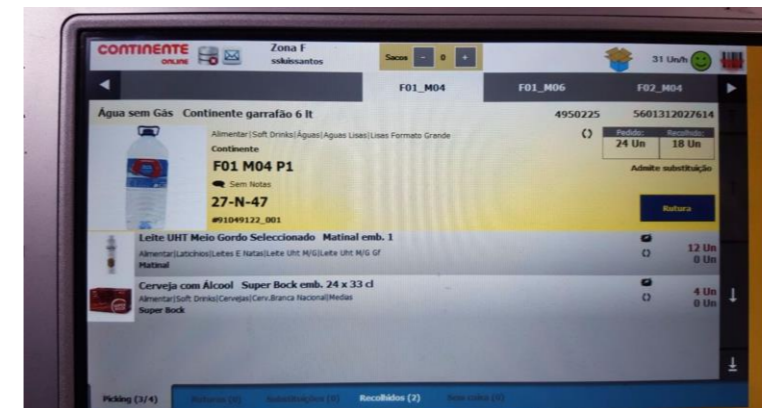 CONTINENTE
ONLINE
Zona F
ssluissantos
Sacos - 0 +
31 Un/h
F01_M04 F01_M06 F02_M04
Água sem Gás Continente garrafão 6 lt 4950225 5601312027614
Alimentar|Soft Drinks|Águas|Aguas Lisas|Lisas Formato Grande
Continente
() Pedido: Recolhido:
24 Un 18 Un
F01 M04 P1
Admite substituição
Sem Notas
27-N-47
#91049122_001
Rutura
Leite UHT Meio Gordo Seleccionado Matinal emb. 1
Alimentar|Laticínios|Leites E Natas|Leite Uht M/G|Leite Uht M/G Gf
Matinal
12 Un
() 0 Un
Cerveja com Álcool Super Bock emb. 24 x 33 cl
Alimentar|Soft Drinks|Cervejas|Cerv.Branca Nacional|Medias
Super Bock
4 Un
() 0 Un
Picking (3/4) Ruturas (0) Substituições (0) Recolhidos (2)